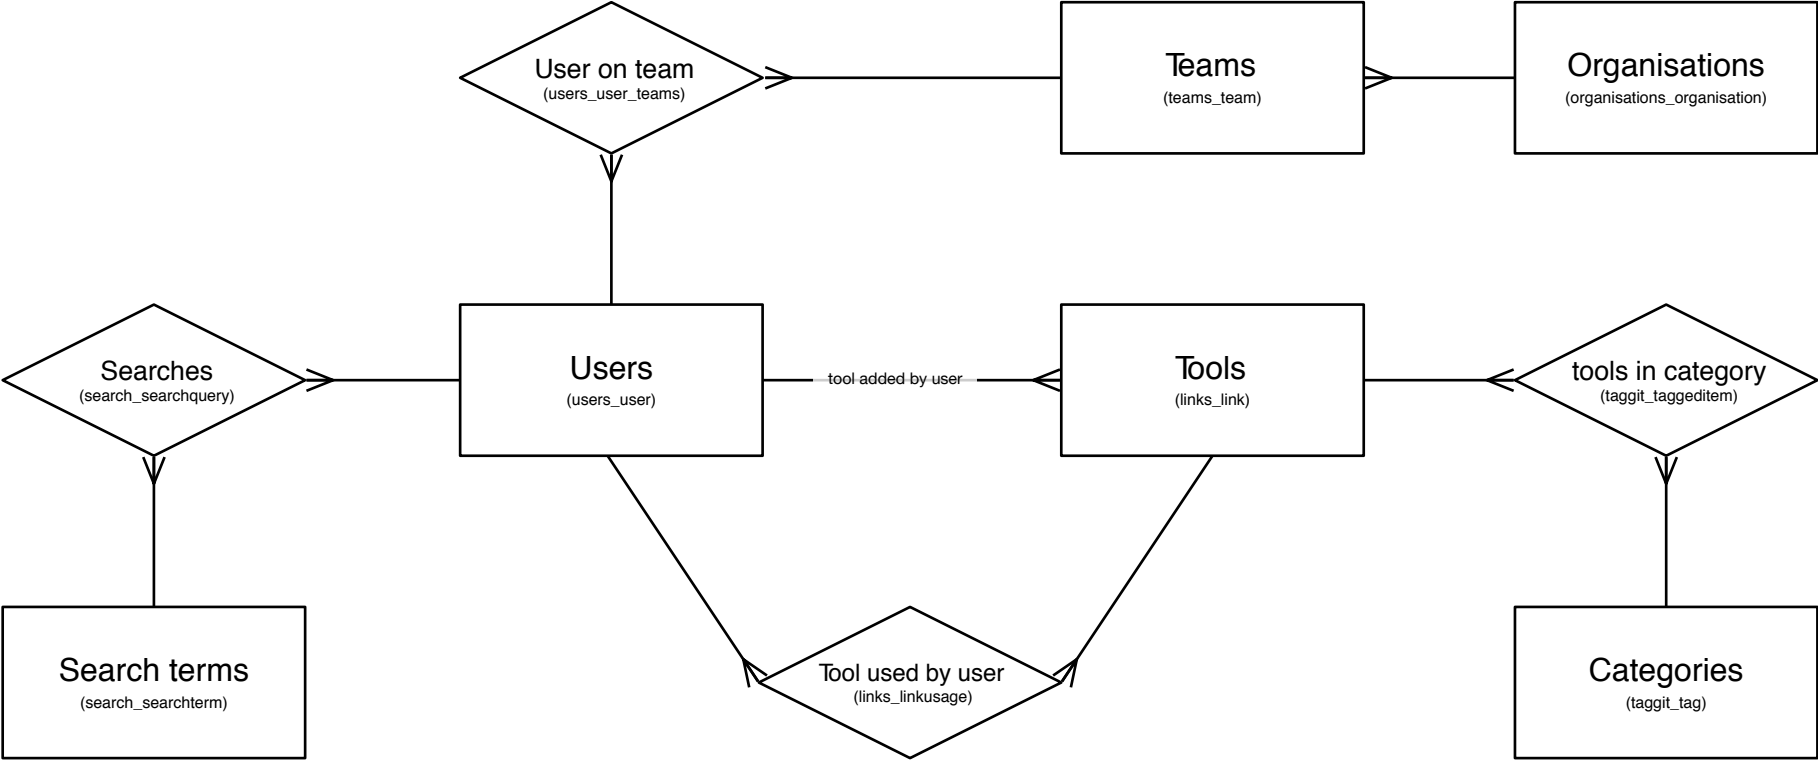 User on team
(users_user_teams)
Teams
(teams_team)
Organisations
(organisations_organisation)
Searches
(search_searchquery)
Users
(users_user)
tool added by user
Tools
(links_link)
tools in category
(taggit_taggeditem)
Search terms
(search_searchterm)
Tool used by user
(links_linkusage)
Categories
(taggit_tag)